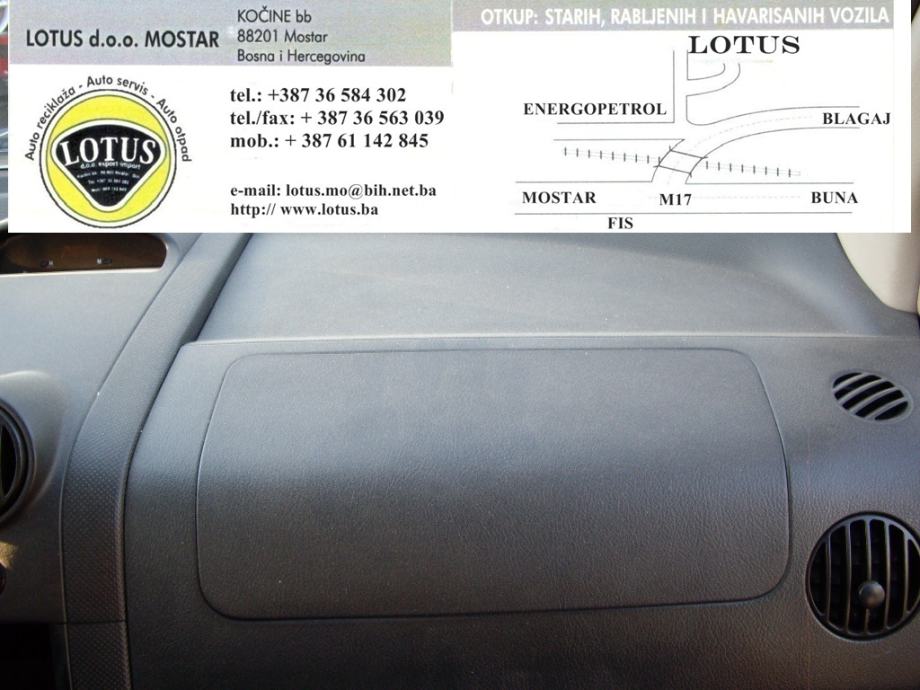 LOTUS d.o.o. MOSTAR
KOČINE bb
88201 Mostar
Bosna i Hercegovina
Auto reciklaža - Auto servis - Auto otpad
LOTUS
d.o.o. export-import
tel.: +387 36 584 302
tel./fax: + 387 36 563 039
mob.: + 387 61 142 845
e-mail: lotus.mo@bih.net.ba
http:// www.lotus.ba
OTKUP: STARIH, RABLJENIH I HAVARISANIH VOZILA
LOTUS
ENERGOPETROL
BLAGAJ
MOSTAR
M17
BUNA
FIS